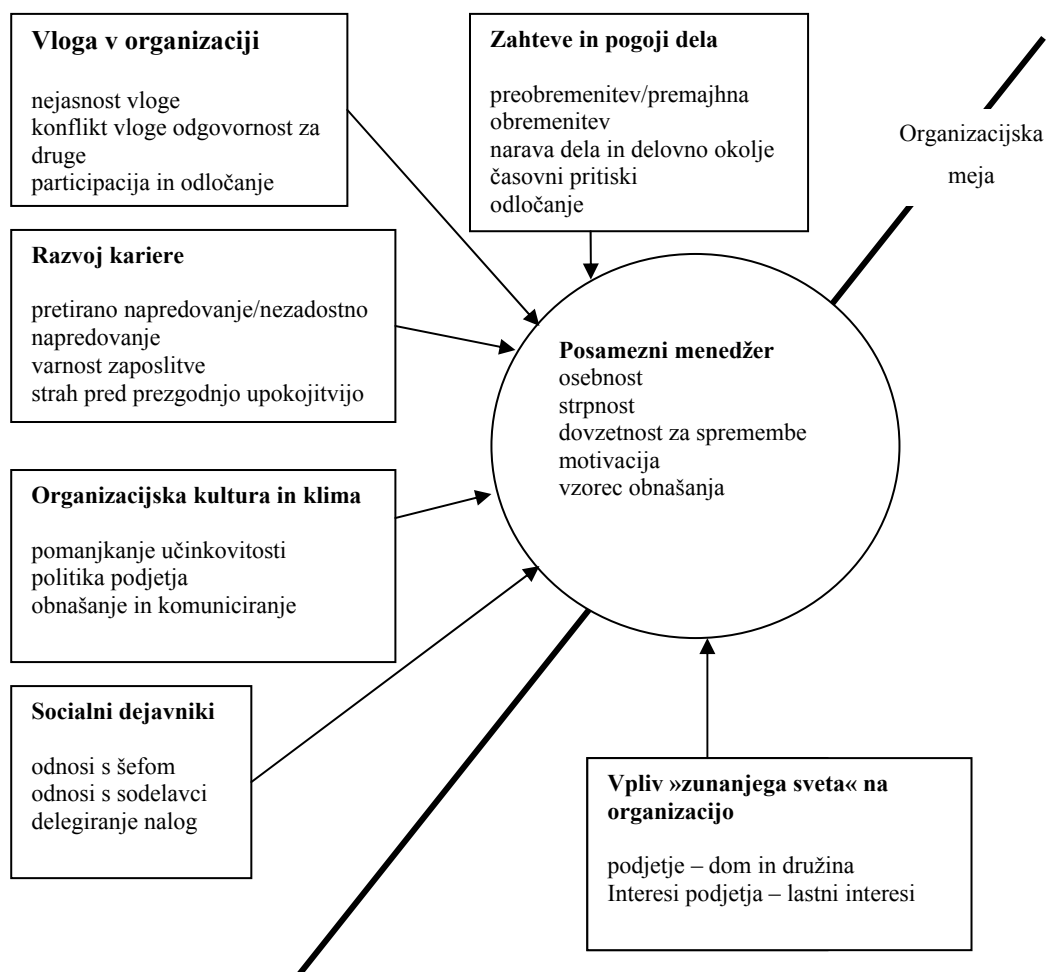 Vloga v organizaciji
nejasnost vloge
konflikt vloge odgovornost za
druge
participacija in odločanje
Zahteve in pogoji dela
preobremenitev/premajhna
obremenitev
narava dela in delovno okolje
časovni pritiski
odločanje
Organizacijska
meja
Razvoj kariere
pretirano napredovanje/nezadostno
napredovanje
varnost zaposlitve
strah pred prezgodnjo upokojitvijo
Posamezni menedžer
osebnost
strpnost
dovzetnost za spremembe
motivacija
vzorec obnašanja
Organizacijska kultura in klima
pomanjkanje učinkovitosti
politika podjetja
obnašanje in komuniciranje
Socialni dejavniki
odnosi s šefom
odnosi s sodelavci
delegiranje nalog
Vpliv »zunanjega sveta« na
organizacijo
podjetje – dom in družina
Interesi podjetja – lastni interesi